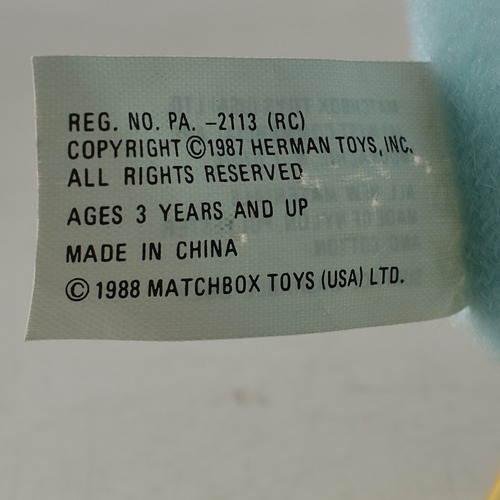 REG. NO. PA. -2113 (RC)
COPYRIGHT ©1987 HERMAN TOYS, INC.
ALL RIGHTS RESERVED
AGES 3 YEARS AND UP
MADE IN CHINA
© 1988 MATCHBOX TOYS (USA) LTD.